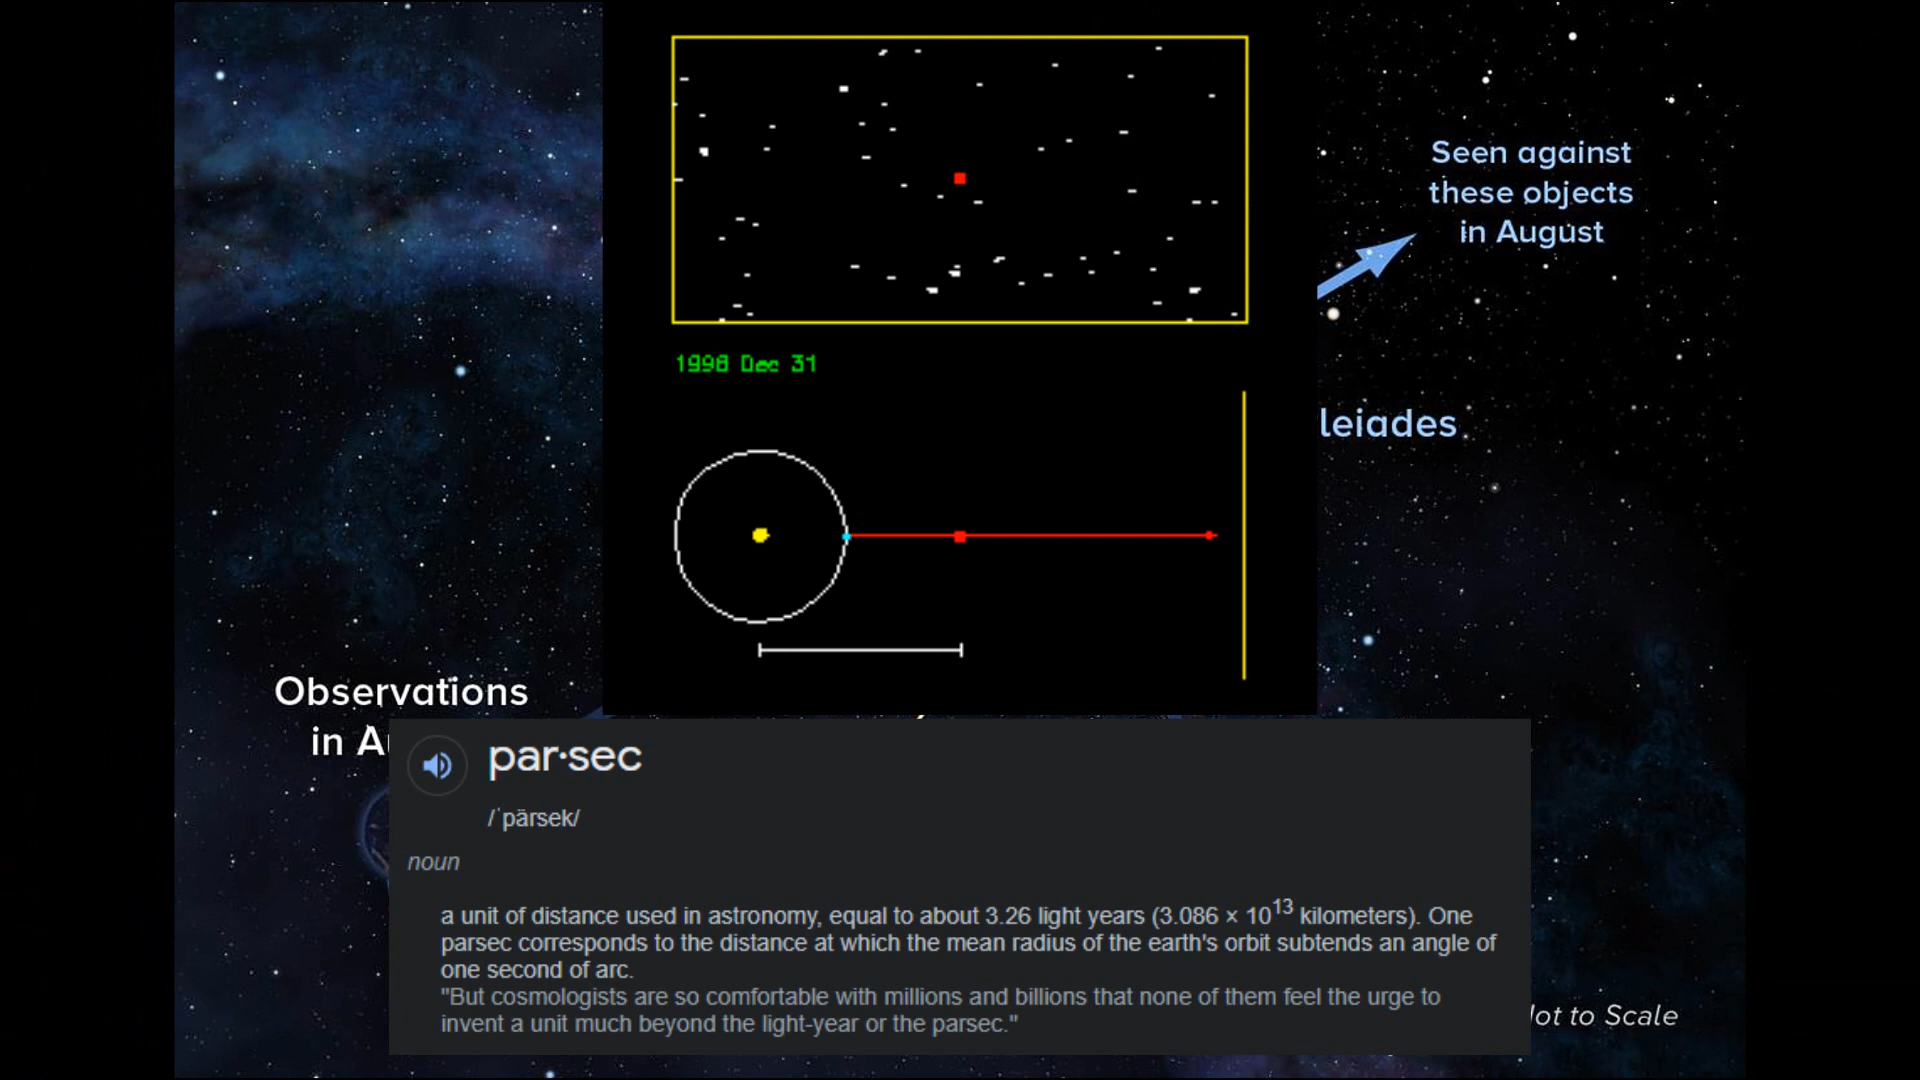 Seen against
these objects
in August
1998 Dec 31
leiades
Observations
in Au
par·sec
/ˈpärsek/
noun
a unit of distance used in astronomy, equal to about 3.26 light years (3.086 × 10¹³ kilometers). One
parsec corresponds to the distance at which the mean radius of the earth's orbit subtends an angle of
one second of arc.
"But cosmologists are so comfortable with millions and billions that none of them feel the urge to
invent a unit much beyond the light-year or the parsec."
ot to Scale